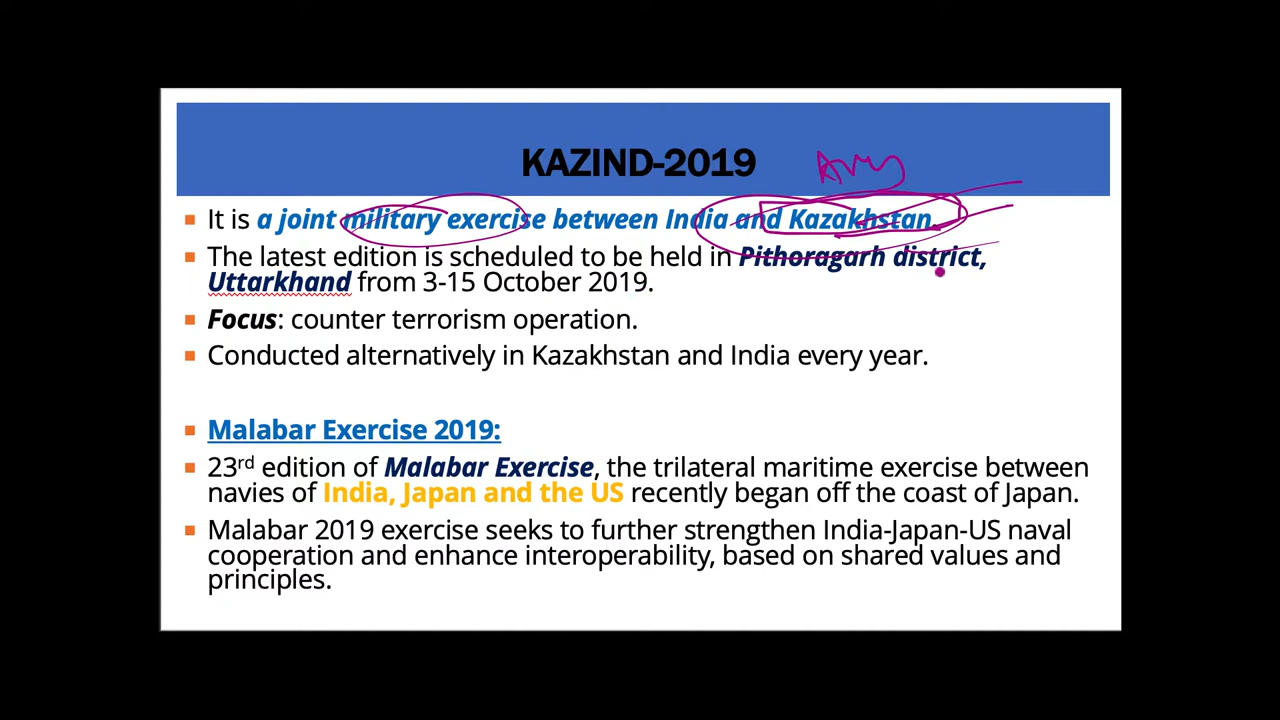 KAZIND-2019
Army
It is a joint military exercise between India and Kazakhstan.
The latest edition is scheduled to be held in Pithoragarh district,
Uttarkhand from 3-15 October 2019.
Focus: counter terrorism operation.
Conducted alternatively in Kazakhstan and India every year.
Malabar Exercise 2019:
23rd edition of Malabar Exercise, the trilateral maritime exercise between
navies of India, Japan and the US recently began off the coast of Japan.
Malabar 2019 exercise seeks to further strengthen India-Japan-US naval
cooperation and enhance interoperability, based on shared values and
principles.